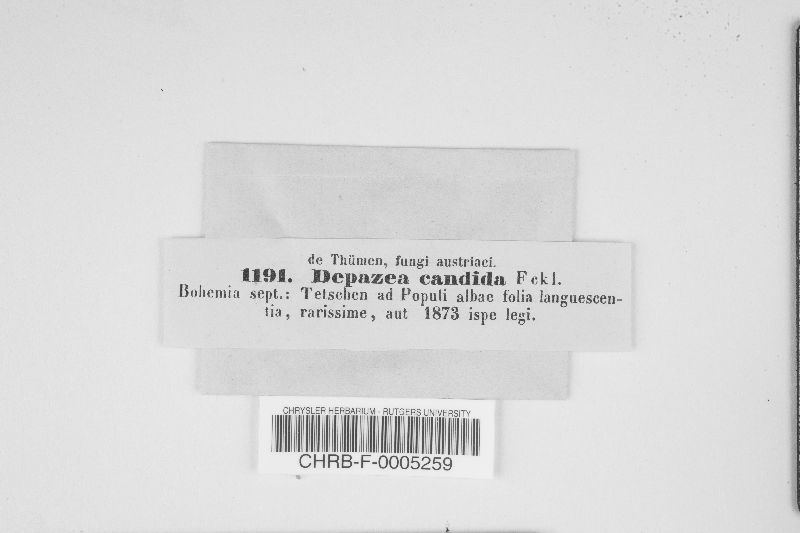 de Thümen, fungi austriaci.
1191. Depazea candida Fckl.
Bohemia sept.: Tetschen ad Populi albae folia languescen-
tia, rarissime, aut 1873 ispe legi.
CHRYSLER HERBARIUM - RUTGERS UNIVERSITY
CHRB-F-0005259